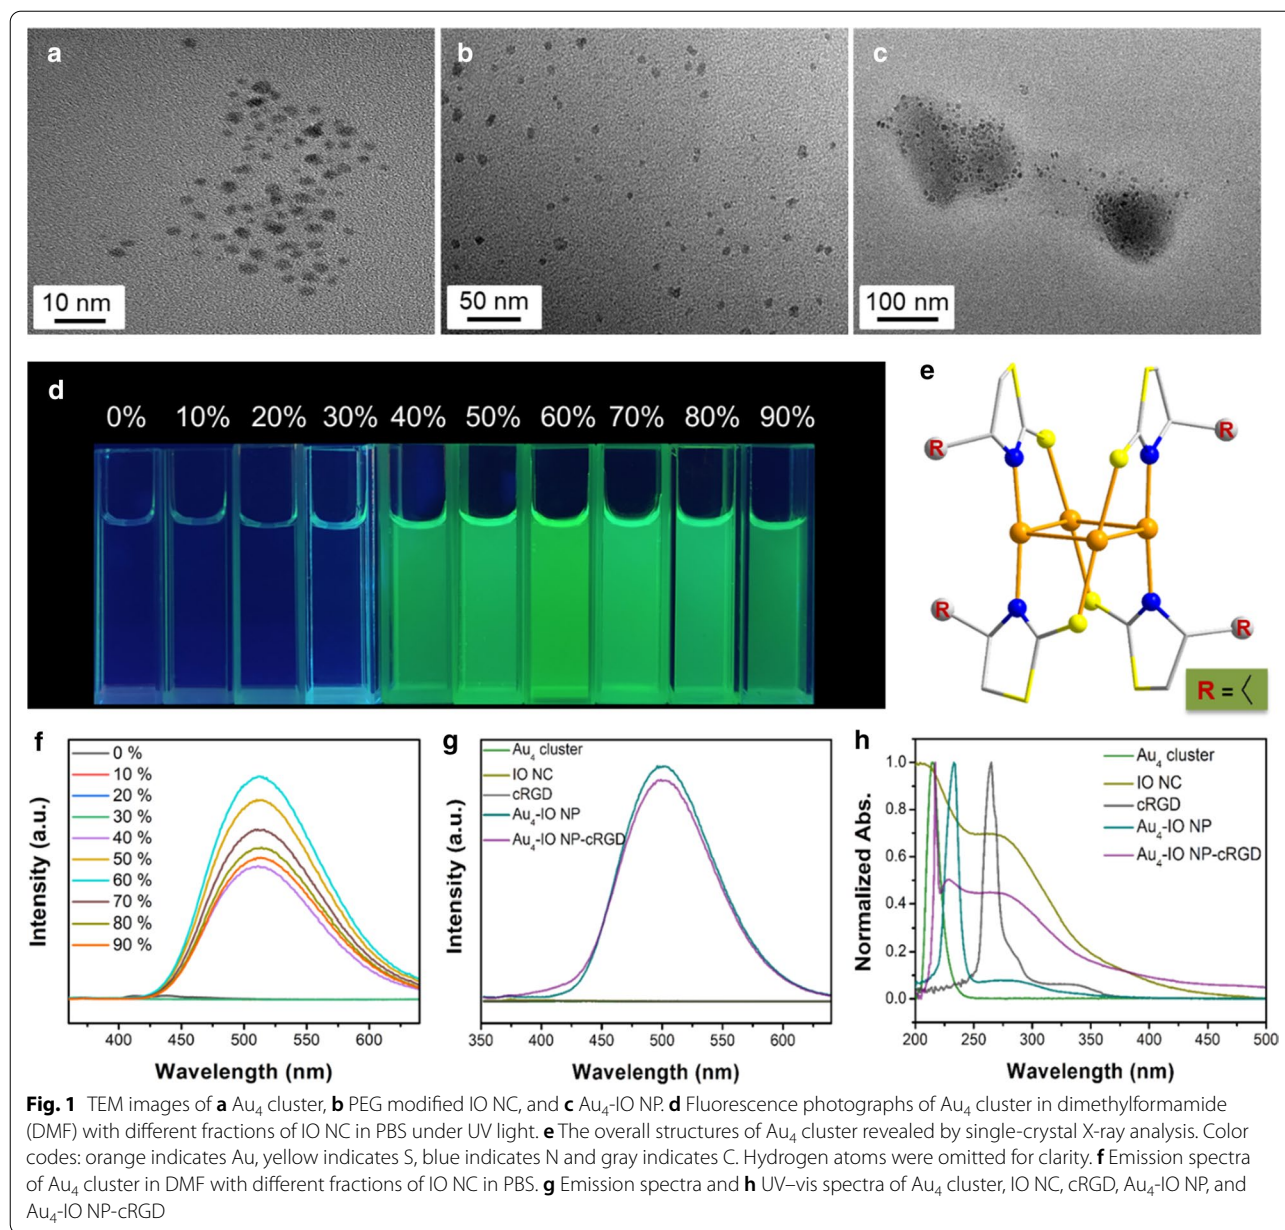 a
b
c
10 nm
50 nm
100 nm
d
0% 10% 20% 30% 40% 50% 60% 70% 80% 90%
e
R
R
R
R
R = 
f
0 %
10 %
20 %
30 %
40 %
50 %
60 %
70 %
80 %
90 %
Intensity (a.u.)
400 450 500 550 600
Wavelength (nm)
g
Au₄ cluster
IO NC
cRGD
Au₄-IO NP
Au₄-IO NP-cRGD
Intensity (a.u.)
350 400 450 500 550 600
Wavelength (nm)
h
Au₄ cluster
IO NC
cRGD
Au₄-IO NP
Au₄-IO NP-cRGD
Normalized Abs.
1.0
0.8
0.6
0.4
0.2
0.0
200 250 300 350 400 450 500
Wavelength (nm)
Fig. 1 TEM images of a Au₄ cluster, b PEG modified IO NC, and c Au₄-IO NP. d Fluorescence photographs of Au₄ cluster in dimethylformamide
(DMF) with different fractions of IO NC in PBS under UV light. e The overall structures of Au₄ cluster revealed by single-crystal X-ray analysis. Color
codes: orange indicates Au, yellow indicates S, blue indicates N and gray indicates C. Hydrogen atoms were omitted for clarity. f Emission spectra
of Au₄ cluster in DMF with different fractions of IO NC in PBS. g Emission spectra and h UV–vis spectra of Au₄ cluster, IO NC, cRGD, Au₄-IO NP, and
Au₄-IO NP-cRGD